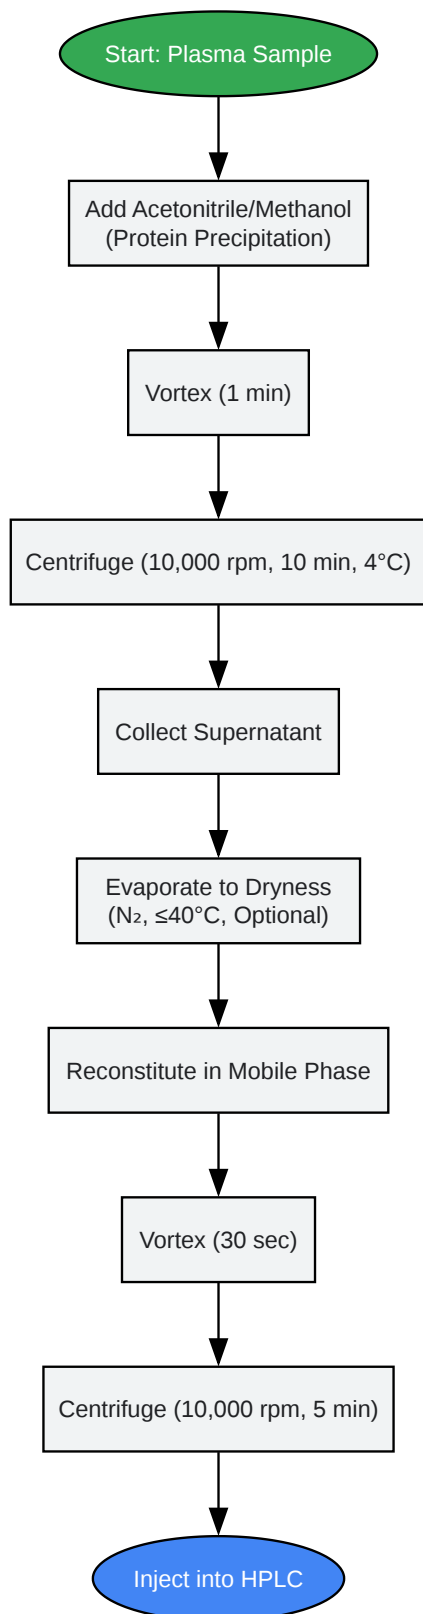 Start: Plasma Sample
Add Acetonitrile/Methanol
(Protein Precipitation)
Vortex (1 min)
Centrifuge (10,000 rpm, 10 min, 4°C)
Collect Supernatant
Evaporate to Dryness
(N₂, ≤40°C, Optional)
Reconstitute in Mobile Phase
Vortex (30 sec)
Centrifuge (10,000 rpm, 5 min)
Inject into HPLC